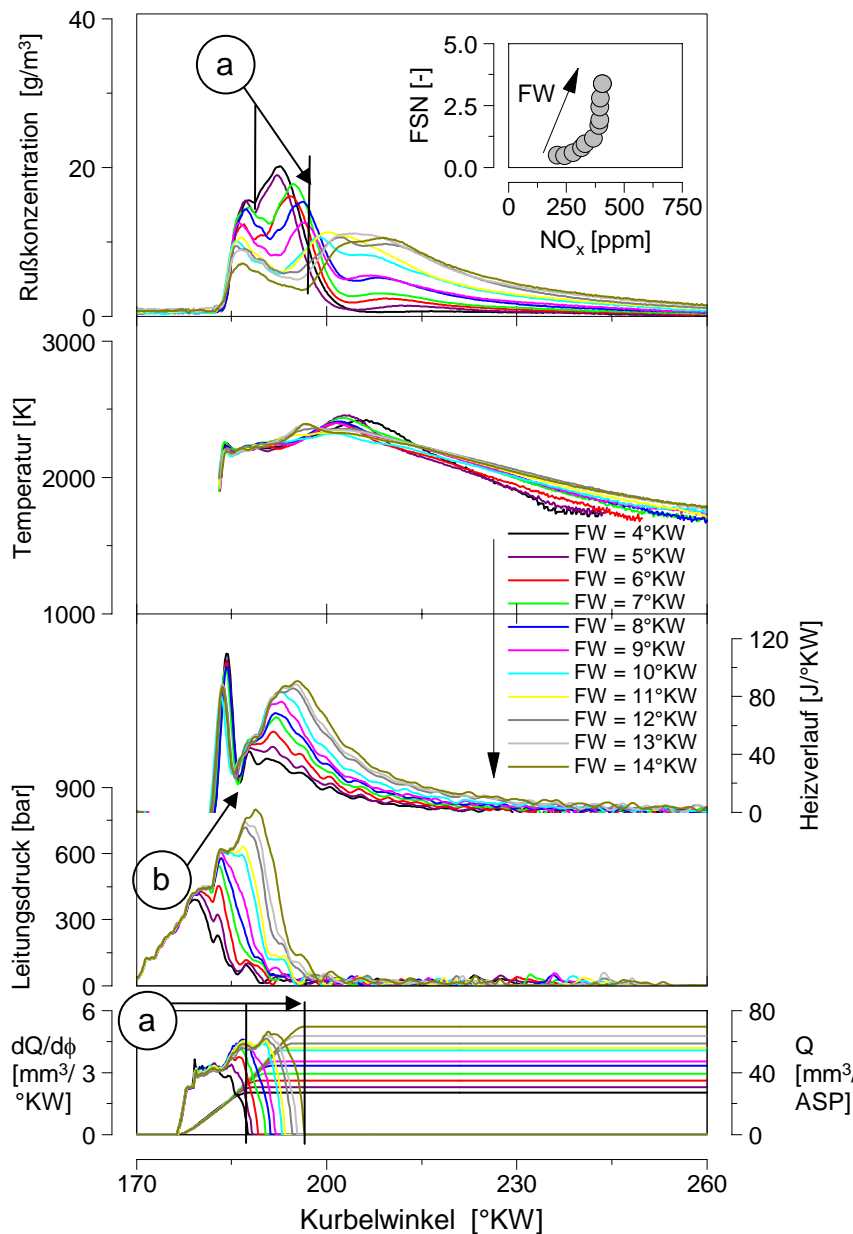 Rußkonzentration [g/m³]
40
20
0
a
FSN [-]
5.0
2.5
0.0
FW
0
250
500
750
NOx [ppm]
Temperatur [K]
3000
2000
1000
FW = 4°KW
FW = 5°KW
FW = 6°KW
FW = 7°KW
FW = 8°KW
FW = 9°KW
FW = 10°KW
FW = 11°KW
FW = 12°KW
FW = 13°KW
FW = 14°KW
Heizverlauf [J/°KW]
120
80
40
0
Leitungsdruck [bar]
900
600
300
0
b
a
dQ/dϕ
[mm³/
°KW]
6
3
0
80
40
0
Q
[mm³/
ASP]
170
200
230
260
Kurbelwinkel [°KW]